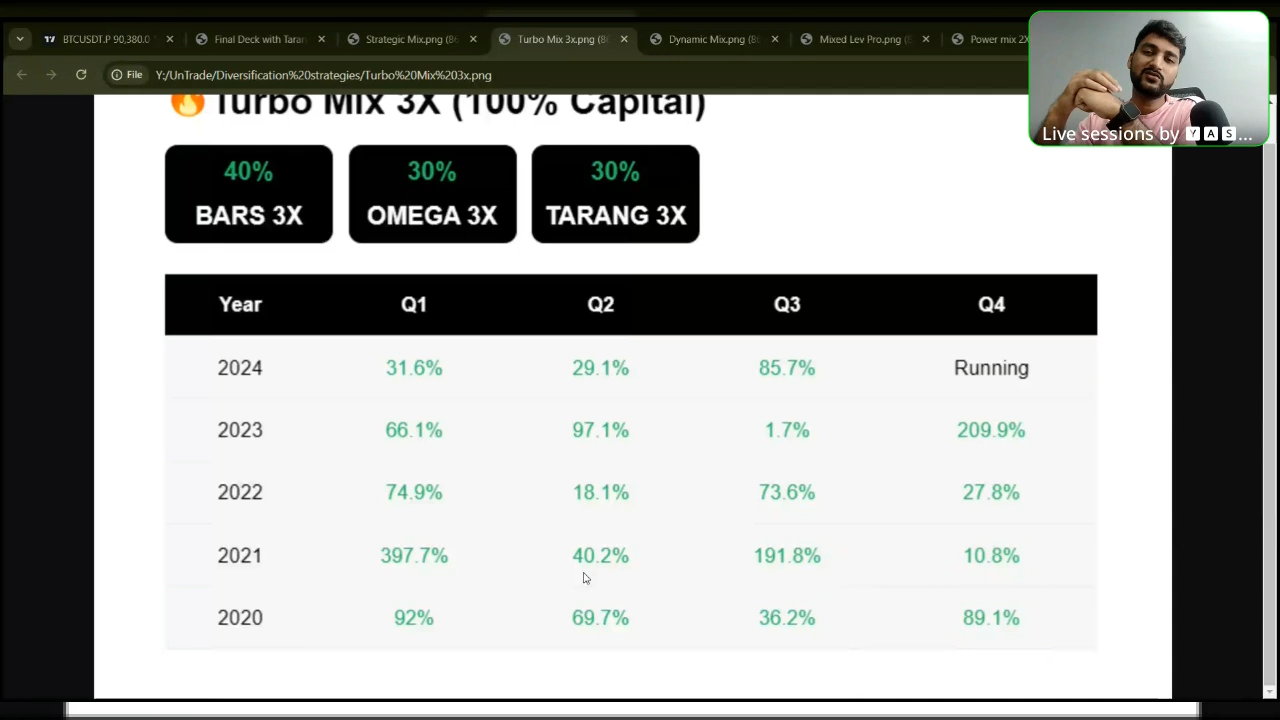 BTCUSDT.P 90,380.0
Final Deck with Taran
Strategic Mix.png (86
Turbo Mix 3x.png (86
Dynamic Mix.png (86
Mixed Lev Pro.png (8
Power mix 2X
File Y:/UnTrade/Diversification%20strategies/Turbo%20Mix%203x.png
Live sessions by 🆈🅰🆂...
🔥Turbo Mix 3X (100% Capital)
40% 30% 30%
BARS 3X OMEGA 3X TARANG 3X
Year Q1 Q2 Q3 Q4
2024 31.6% 29.1% 85.7% Running
2023 66.1% 97.1% 1.7% 209.9%
2022 74.9% 18.1% 73.6% 27.8%
2021 397.7% 40.2% 191.8% 10.8%
2020 92% 69.7% 36.2% 89.1%